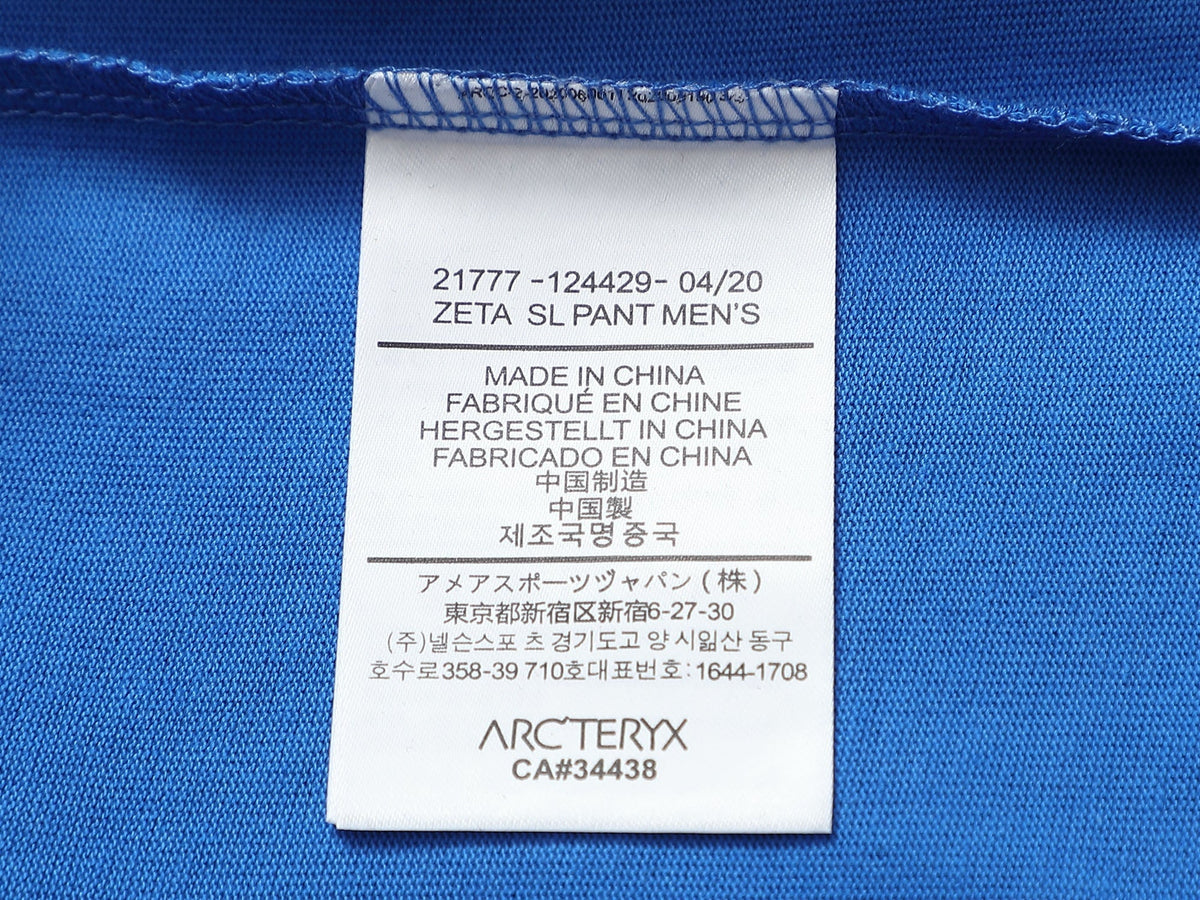 21777 -124429- 04/20
ZETA SL PANT MEN'S
MADE IN CHINA
FABRIQUÉ EN CHINE
HERGESTELLT IN CHINA
FABRICADO EN CHINA
中国制造
中国製
제조국명 중국
アメアスポーツヅャパン (株)
東京都新宿区新宿6-27-30
(주)넬슨스포 츠 경기도고 양 시일산 동구
호수로358-39 710호대표번호: 1644-1708
ARC'TERYX
CA#34438